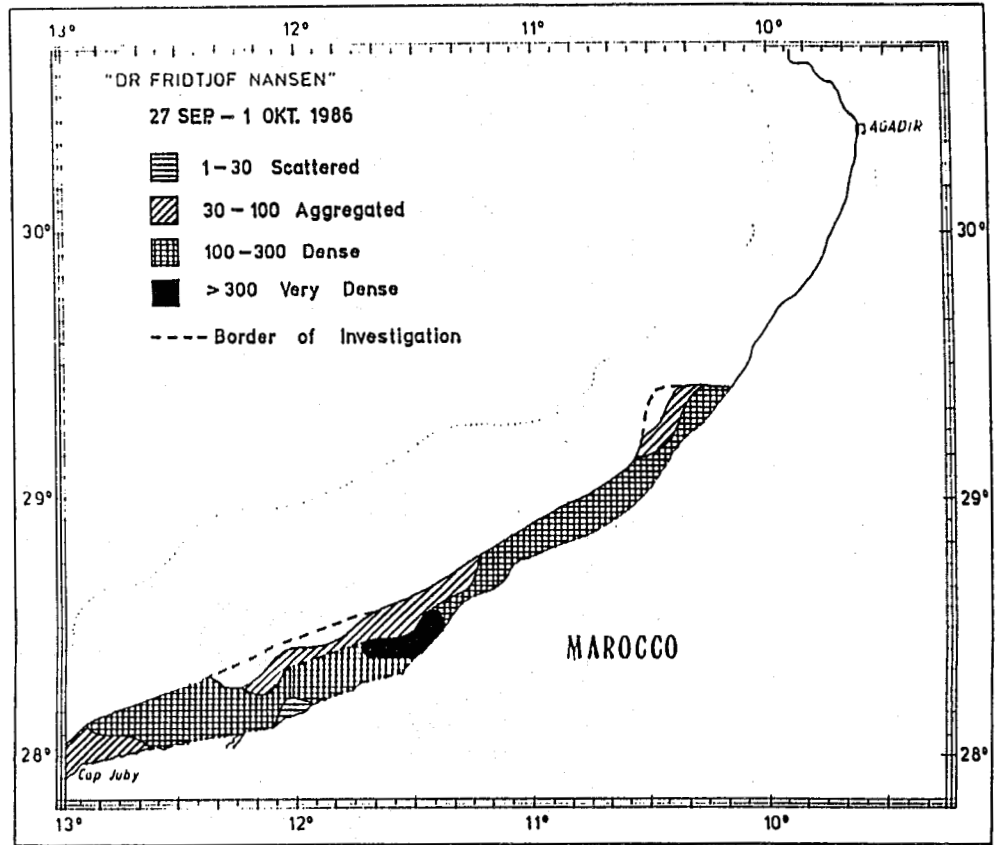 13° 12° 11° 10°
"DR FRIDTJOF NANSEN"
27 SEP. – 1 OKT. 1986
1–30 Scattered
30–100 Aggregated
100–300 Dense
>300 Very Dense
Border of Investigation
AGADIR
30° 30°
29° 29°
MAROCCO
28° 28°
Cap Juby
13° 12° 11° 10°